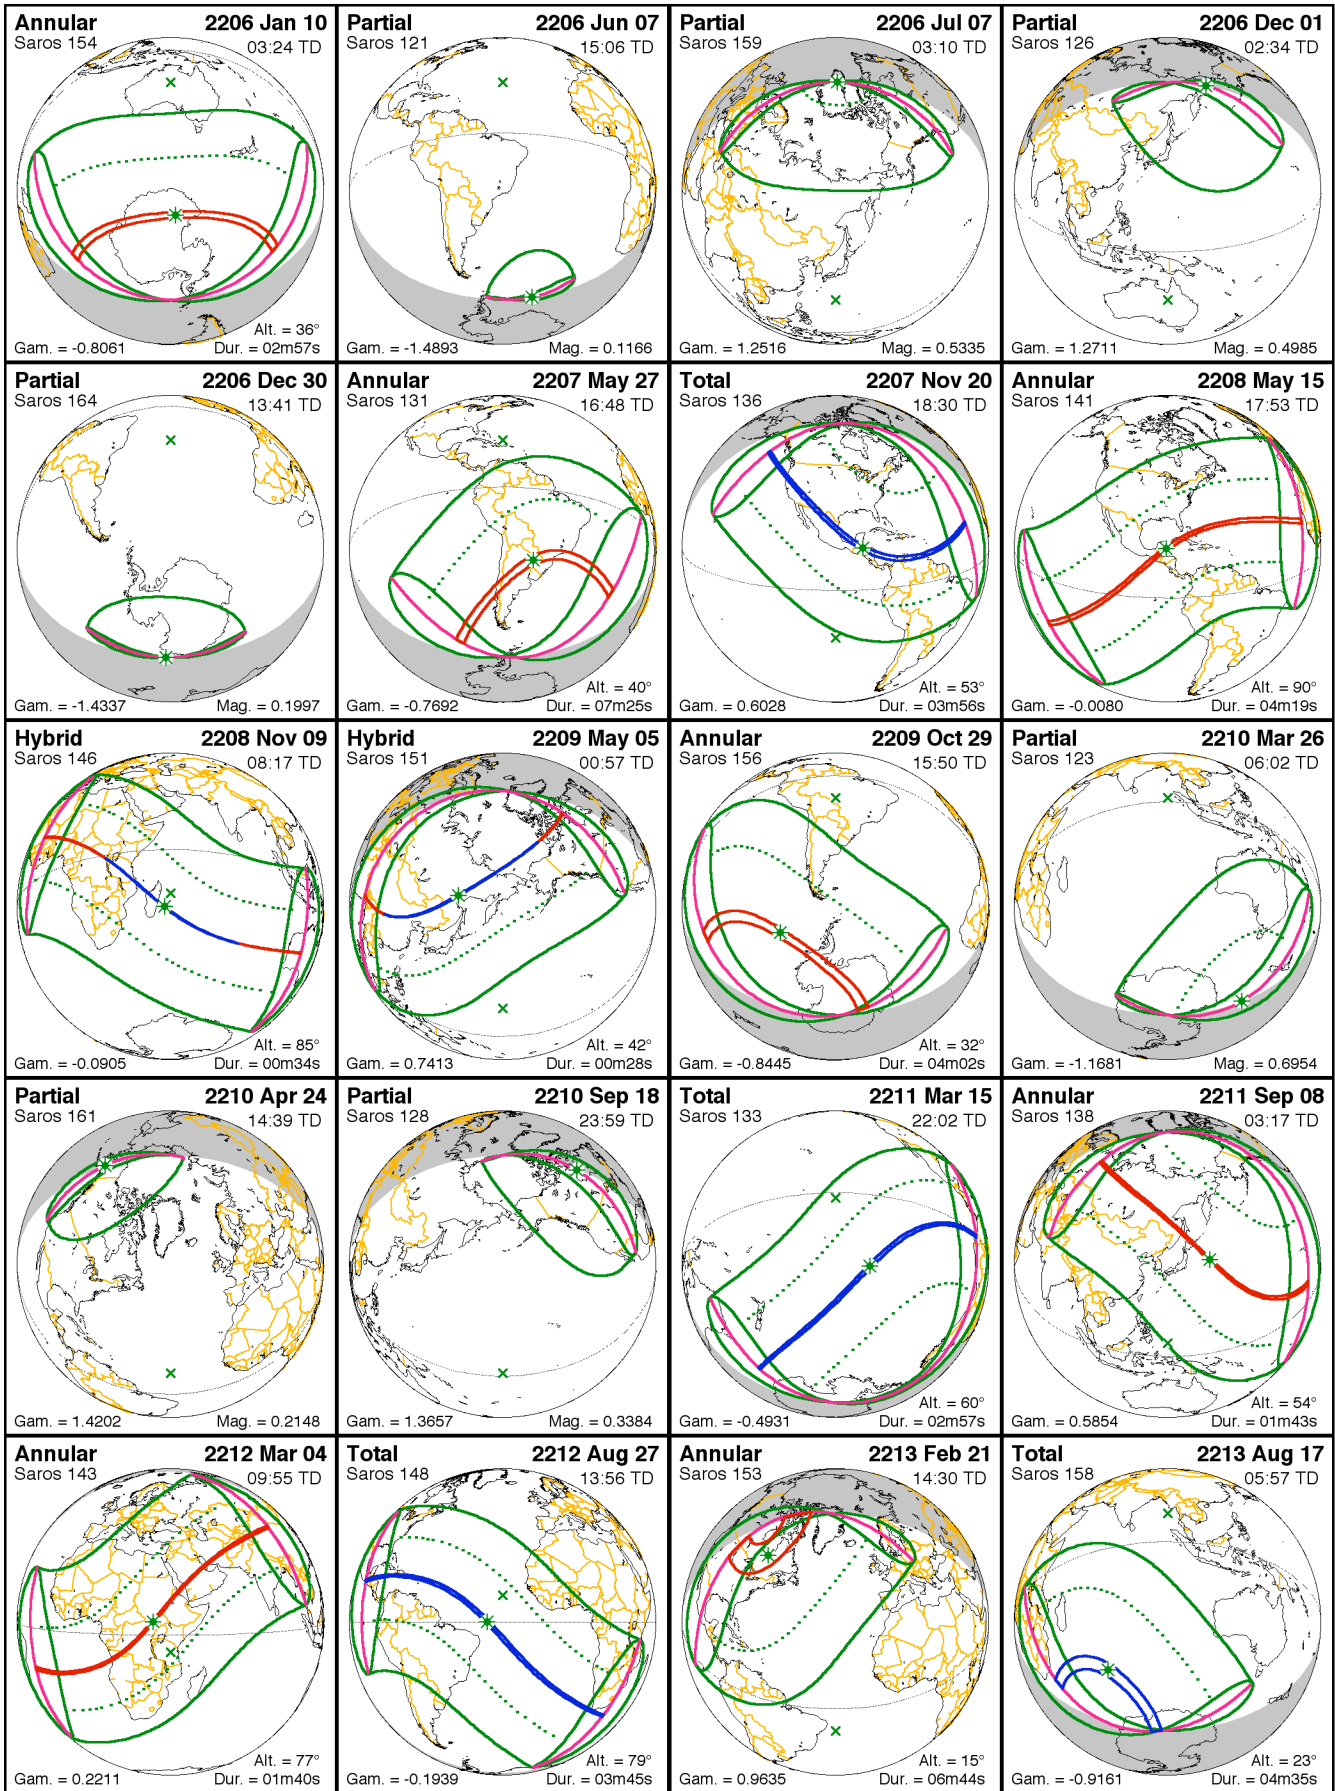 Annular 2206 Jan 10
Saros 154 03:24 TD
Alt. = 36°
Gam. = -0.8061 Dur. = 02m57s
Partial 2206 Jun 07
Saros 121 15:06 TD
Gam. = -1.4893 Mag. = 0.1166
Partial 2206 Jul 07
Saros 159 03:10 TD
Gam. = 1.2516 Mag. = 0.5335
Partial 2206 Dec 01
Saros 126 02:34 TD
Gam. = 1.2711 Mag. = 0.4985
Partial 2206 Dec 30
Saros 164 13:41 TD
Gam. = -1.4337 Mag. = 0.1997
Annular 2207 May 27
Saros 131 16:48 TD
Alt. = 40°
Gam. = -0.7692 Dur. = 07m25s
Total 2207 Nov 20
Saros 136 18:30 TD
Alt. = 53°
Gam. = 0.6028 Dur. = 03m56s
Annular 2208 May 15
Saros 141 17:53 TD
Alt. = 90°
Gam. = -0.0080 Dur. = 04m19s
Hybrid 2208 Nov 09
Saros 146 08:17 TD
Alt. = 85°
Gam. = -0.0905 Dur. = 00m34s
Hybrid 2209 May 05
Saros 151 00:57 TD
Alt. = 42°
Gam. = 0.7413 Dur. = 00m28s
Annular 2209 Oct 29
Saros 156 15:50 TD
Alt. = 32°
Gam. = -0.8445 Dur. = 04m02s
Partial 2210 Mar 26
Saros 123 06:02 TD
Gam. = -1.1681 Mag. = 0.6954
Partial 2210 Apr 24
Saros 161 14:39 TD
Gam. = 1.4202 Mag. = 0.2148
Partial 2210 Sep 18
Saros 128 23:59 TD
Gam. = 1.3657 Mag. = 0.3384
Total 2211 Mar 15
Saros 133 22:02 TD
Alt. = 60°
Gam. = -0.4931 Dur. = 02m57s
Annular 2211 Sep 08
Saros 138 03:17 TD
Alt. = 54°
Gam. = 0.5854 Dur. = 01m43s
Annular 2212 Mar 04
Saros 143 09:55 TD
Alt. = 77°
Gam. = 0.2211 Dur. = 01m40s
Total 2212 Aug 27
Saros 148 13:56 TD
Alt. = 79°
Gam. = -0.1939 Dur. = 03m45s
Annular 2213 Feb 21
Saros 153 14:30 TD
Alt. = 15°
Gam. = 0.9635 Dur. = 06m44s
Total 2213 Aug 17
Saros 158 05:57 TD
Alt. = 23°
Gam. = -0.9161 Dur. = 04m35s